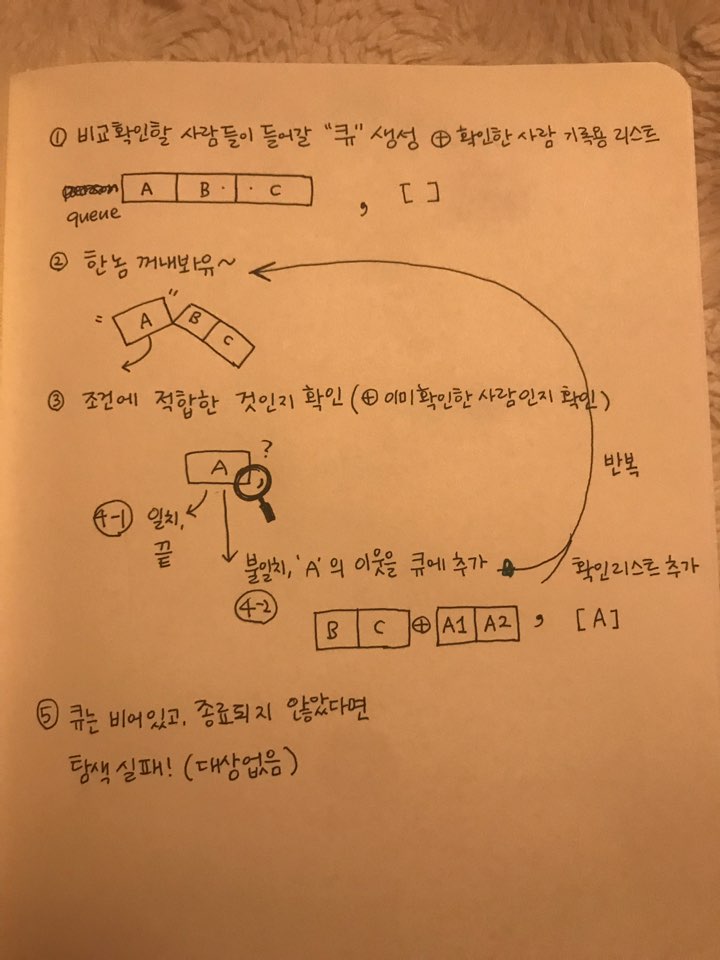 ① 비교확인할 사람들이 들어갈 "큐" 생성 ⊕ 확인한 사람 기록용 리스트
queue A B C , [ ]
② 한놈 꺼내봐유~
" A " B C
③ 조건에 적합한 것인지 확인 (⊕ 이미확인한 사람인지 확인)
A ?
반복
4-1 일치,
끝
불일치, 'A'의 이웃을 큐에 추가
확인리스트 추가
4-2
B C ⊕ A1 A2 , [A]
⑤ 큐는 비어있고, 종료되지 않았다면
탐색 실패! (대상없음)